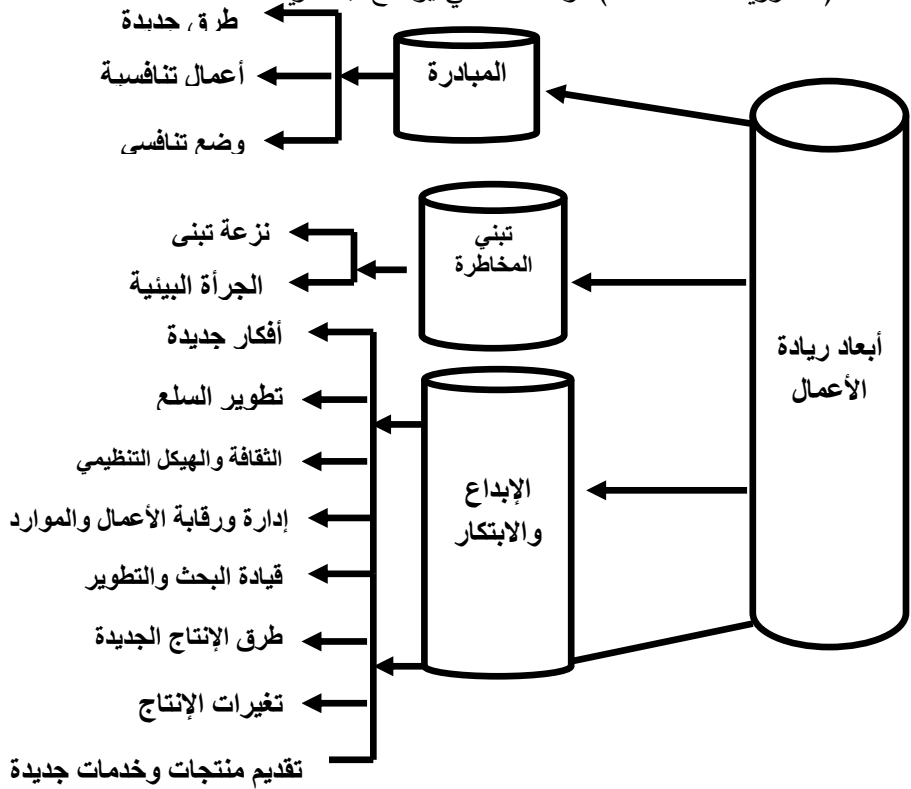 طرق جديدة
المبادرة
أعمال تنافسية
وضع تنافسي
تبني
المخاطرة
نزعة تبنى
الجرأة البيئية
أبعاد ريادة
الأعمال
أفكار جديدة
تطوير السلع
الإبداع
والابتكار
الثقافة والهيكل التنظيمي
إدارة ورقابة الأعمال والموارد
قيادة البحث والتطوير
طرق الإنتاج الجديدة
تغيرات الإنتاج
تقديم منتجات وخدمات جديدة